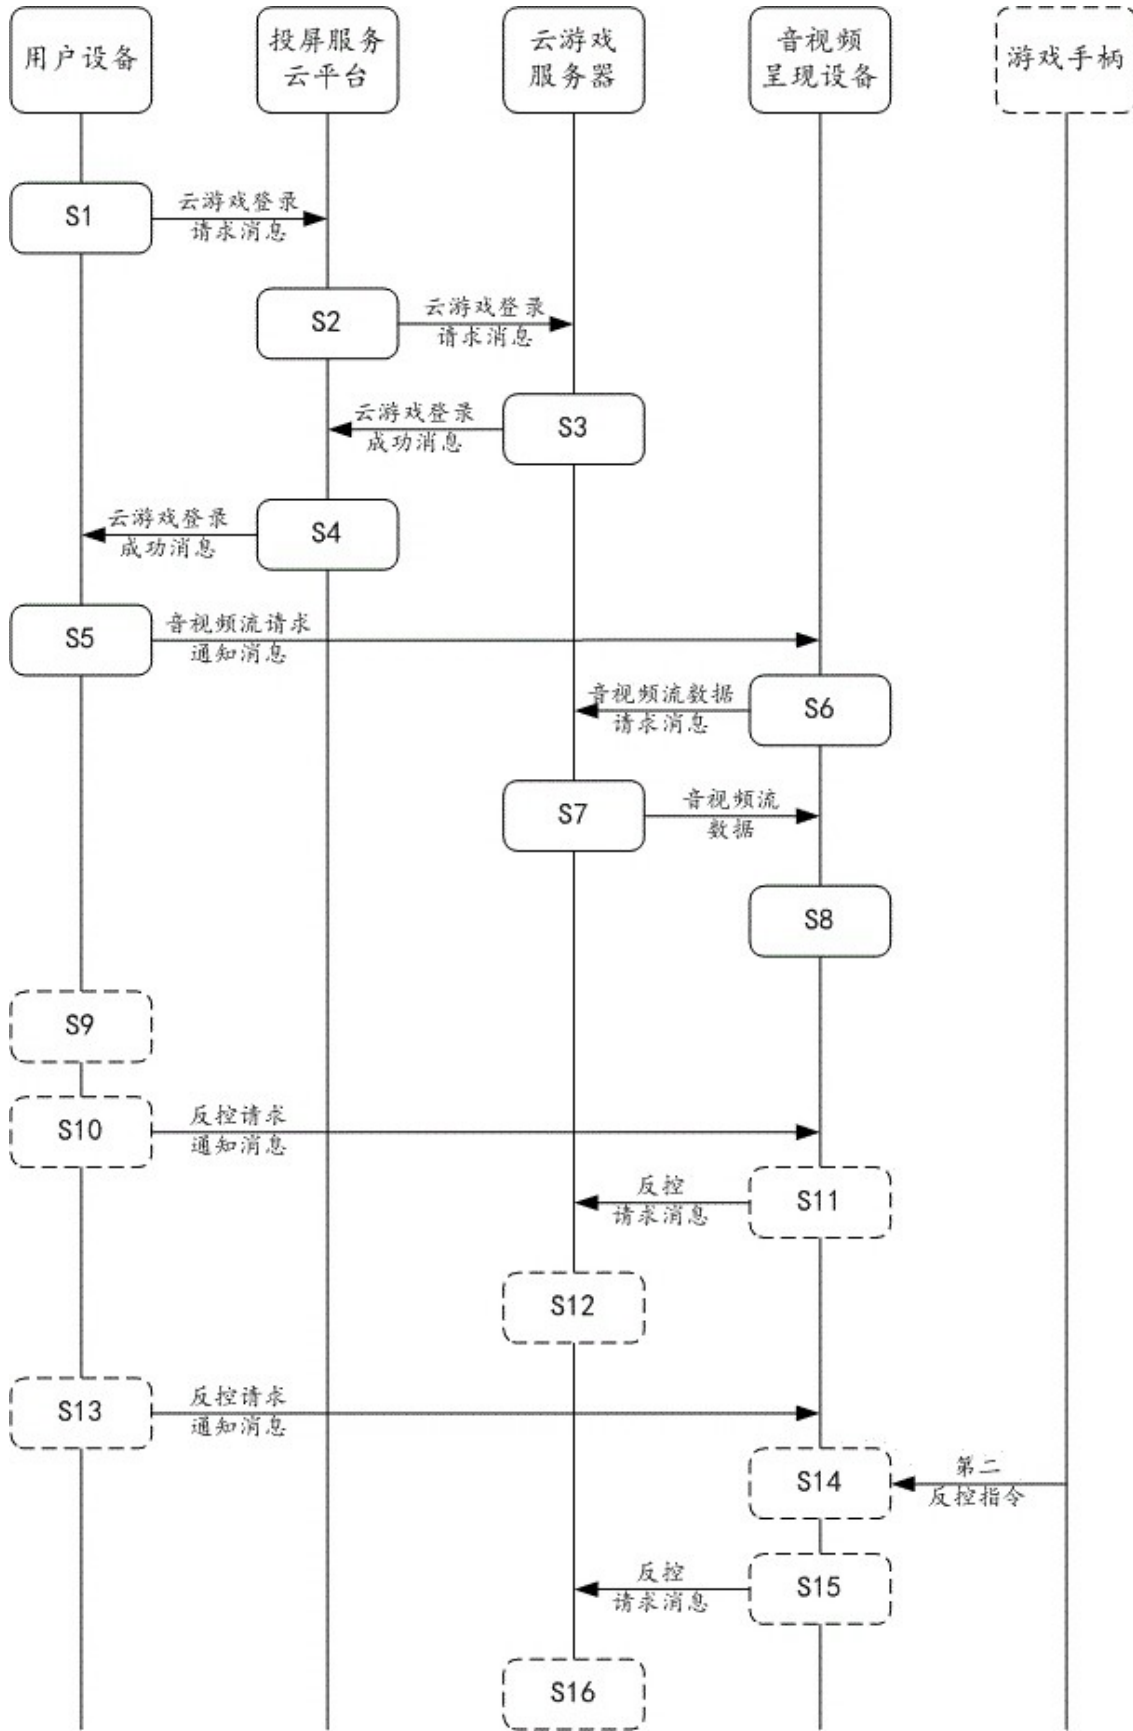 用户设备
投屏服务
云平台
云游戏
服务器
音视频
呈现设备
游戏手柄
S1
云游戏登录
请求消息
S2
云游戏登录
请求消息
云游戏登录
成功消息
S3
云游戏登录
成功消息
S4
S5
音视频流请求
通知消息
音视频流数据
请求消息
S6
S7
音视频流
数据
S8
S9
S10
反控请求
通知消息
反控
请求消息
S11
S12
S13
反控请求
通知消息
S14
第二
反控指令
反控
请求消息
S15
S16